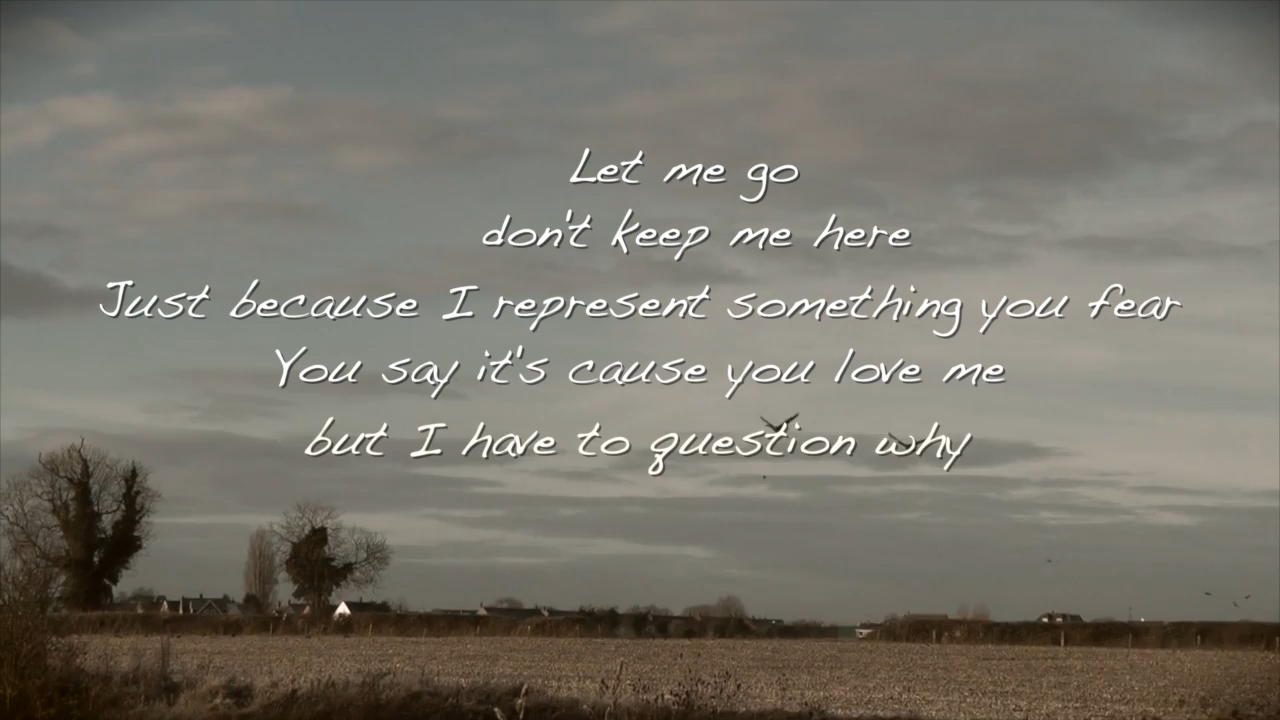 Let me go
don't keep me here
Just because I represent something you fear
You say it's cause you love me
but I have to question why